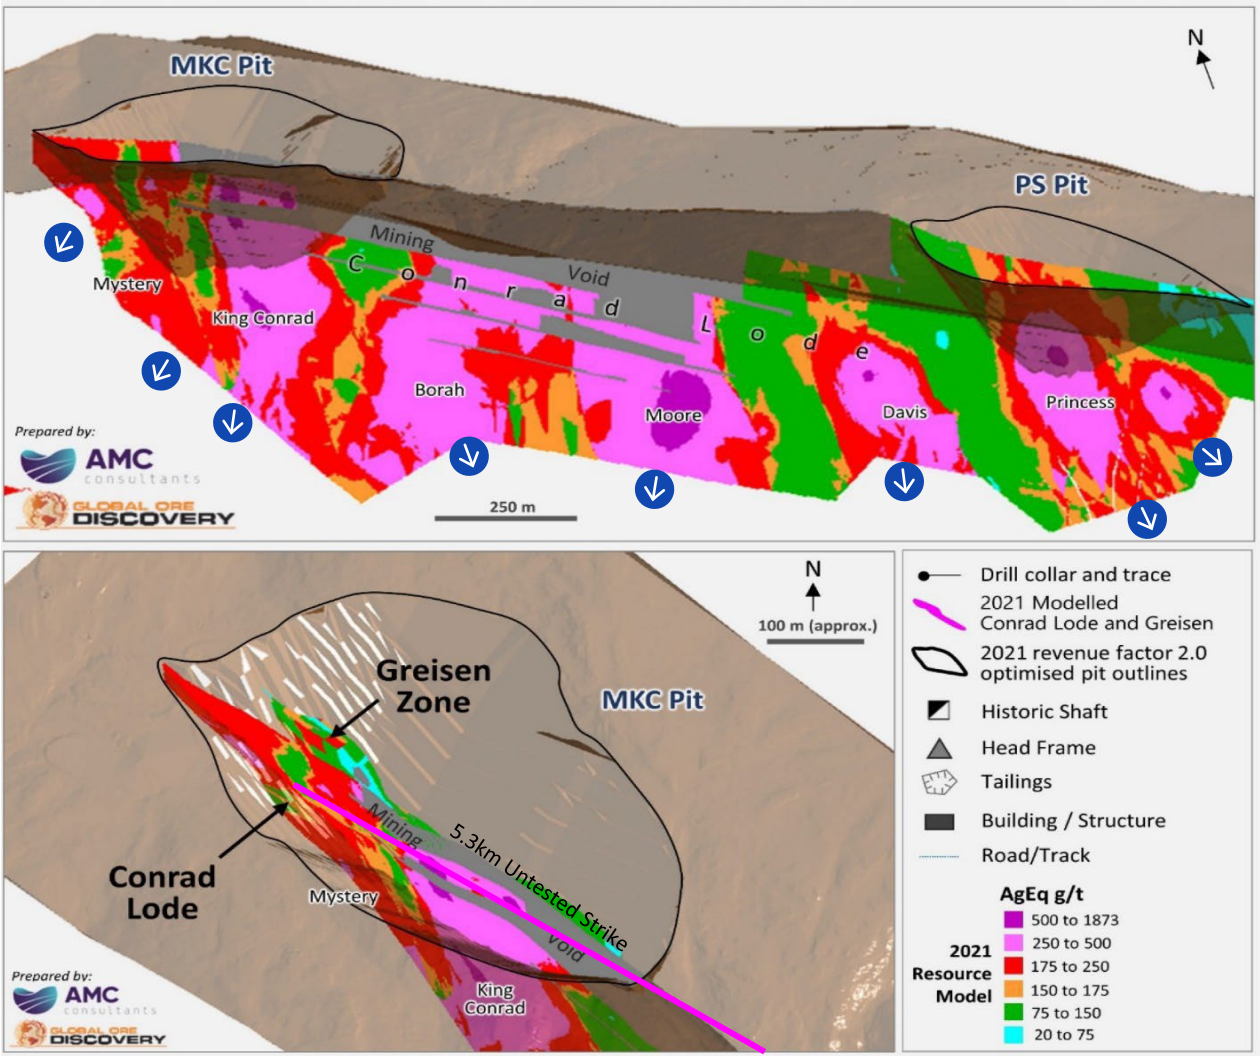 MKC Pit
N
PS Pit
Mining
Void
Conrad Lode
Mystery
King Conrad
Borah
Moore
Davis
Princess
Prepared by:
AMC
consultants
GLOBAL ORE
DISCOVERY
250 m
N
100 m (approx.)
Greisen
Zone
MKC Pit
Mining
5.3km Untested Strike
Void
Conrad
Lode
Mystery
King
Conrad
Prepared by:
AMC
consultants
GLOBAL ORE
DISCOVERY
Drill collar and trace
2021 Modelled
Conrad Lode and Greisen
2021 revenue factor 2.0
optimised pit outlines
Historic Shaft
Head Frame
Tailings
Building / Structure
Road/Track
AgEq g/t
2021
Resource
Model
500 to 1873
250 to 500
175 to 250
150 to 175
75 to 150
20 to 75